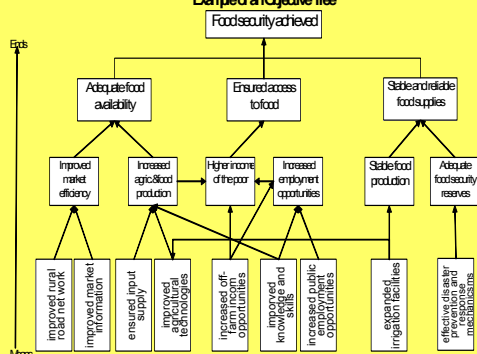 Example of an Objective Tree
Food security achieved
Ends
Adequate food
availability
Ensured access
to food
Stable and reliable
food supplies
Improved
market
efficiency
Increased
agric.&food
production
Higher income
of the poor
Increased
employment
opportunities
Stable food
production
Adequate
food security
reserves
improved rural
road net work
improved market
information
ensured input
supply
improved
agricultural
technologies
increased off-
farm incom
opportunities
imporved
knowledge and
skills
increased public
employment
opportunities
expanded
irrigation facilities
effective disaster
prevention and
response
mechanicisms
Means